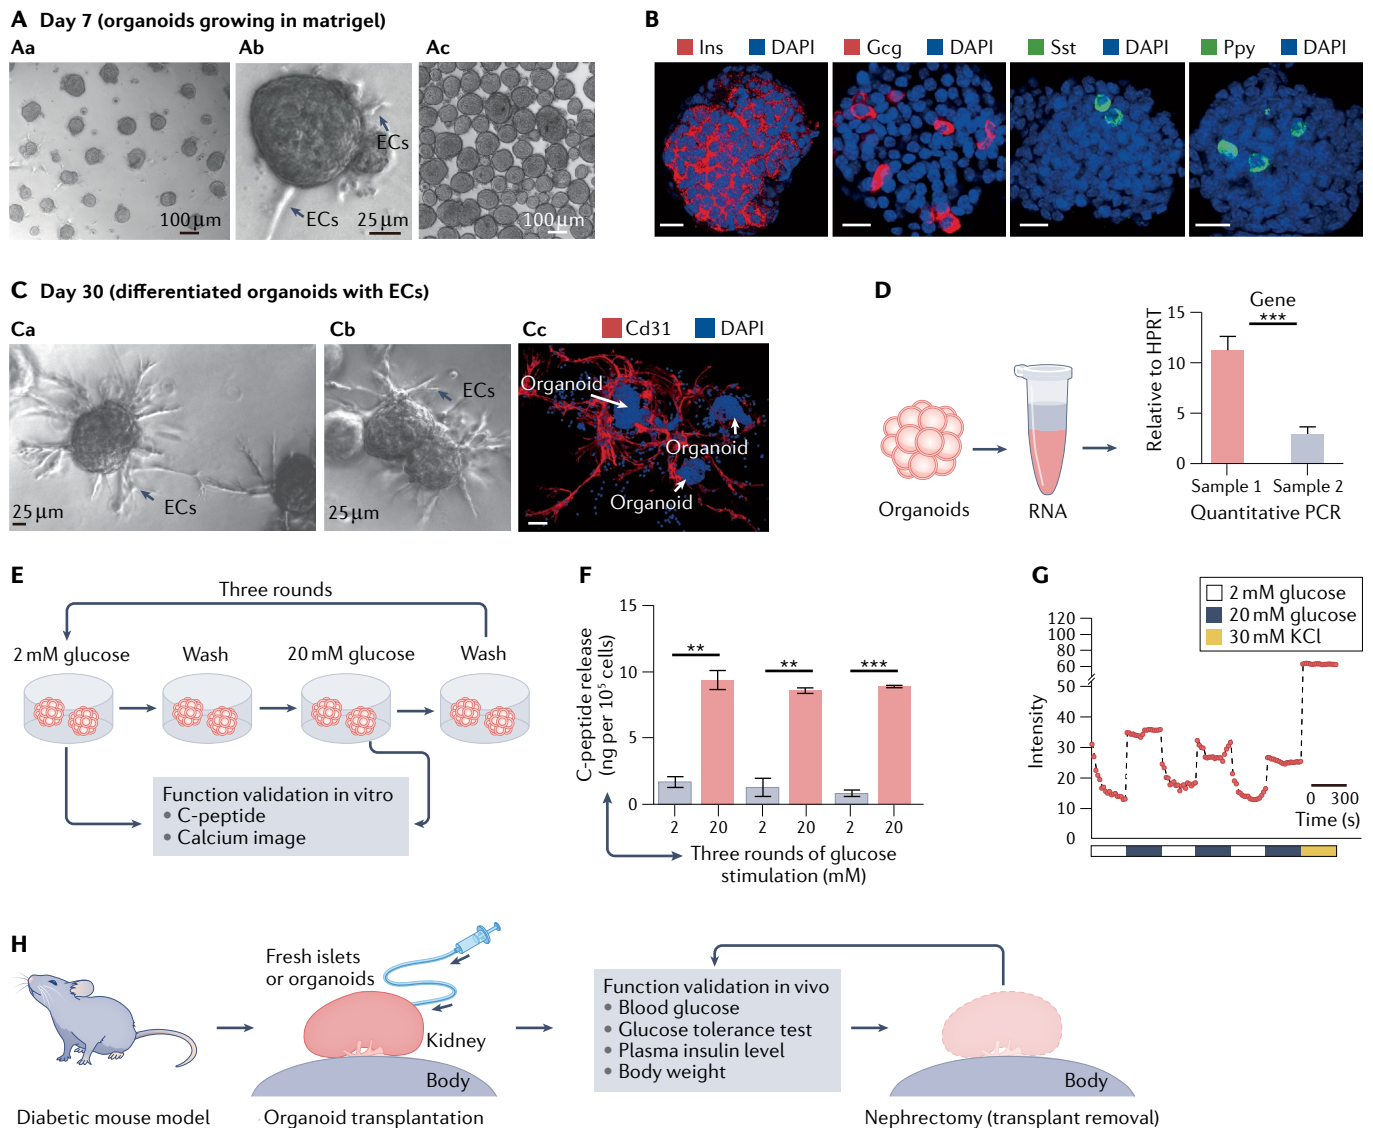 A Day 7 (organoids growing in matrigel)
Aa
Ab
Ac
100 µm
ECs
ECs
25 µm
100 µm
B
Ins DAPI
Gcg DAPI
Sst DAPI
Ppy DAPI
C Day 30 (differentiated organoids with ECs)
Ca
Cb
Cc
Cd31 DAPI
ECs
25 µm
ECs
25 µm
Organoid
Organoid
Organoid
D
Organoids
RNA
Gene
***
Relative to HPRT
15
10
5
0
Sample 1 Sample 2
Quantitative PCR
E
Three rounds
2 mM glucose
Wash
20 mM glucose
Wash
Function validation in vitro
• C-peptide
• Calcium image
F
C-peptide release
(ng per 10⁵ cells)
15
10
5
0
**
**
***
2 20 2 20 2 20
Three rounds of glucose
stimulation (mM)
G
2 mM glucose
20 mM glucose
30 mM KCl
Intensity
120
100
80
60
50
40
30
20
10
0
0 300
Time (s)
H
Fresh islets
or organoids
Kidney
Body
Diabetic mouse model
Organoid transplantation
Function validation in vivo
• Blood glucose
• Glucose tolerance test
• Plasma insulin level
• Body weight
Body
Nephrectomy (transplant removal)